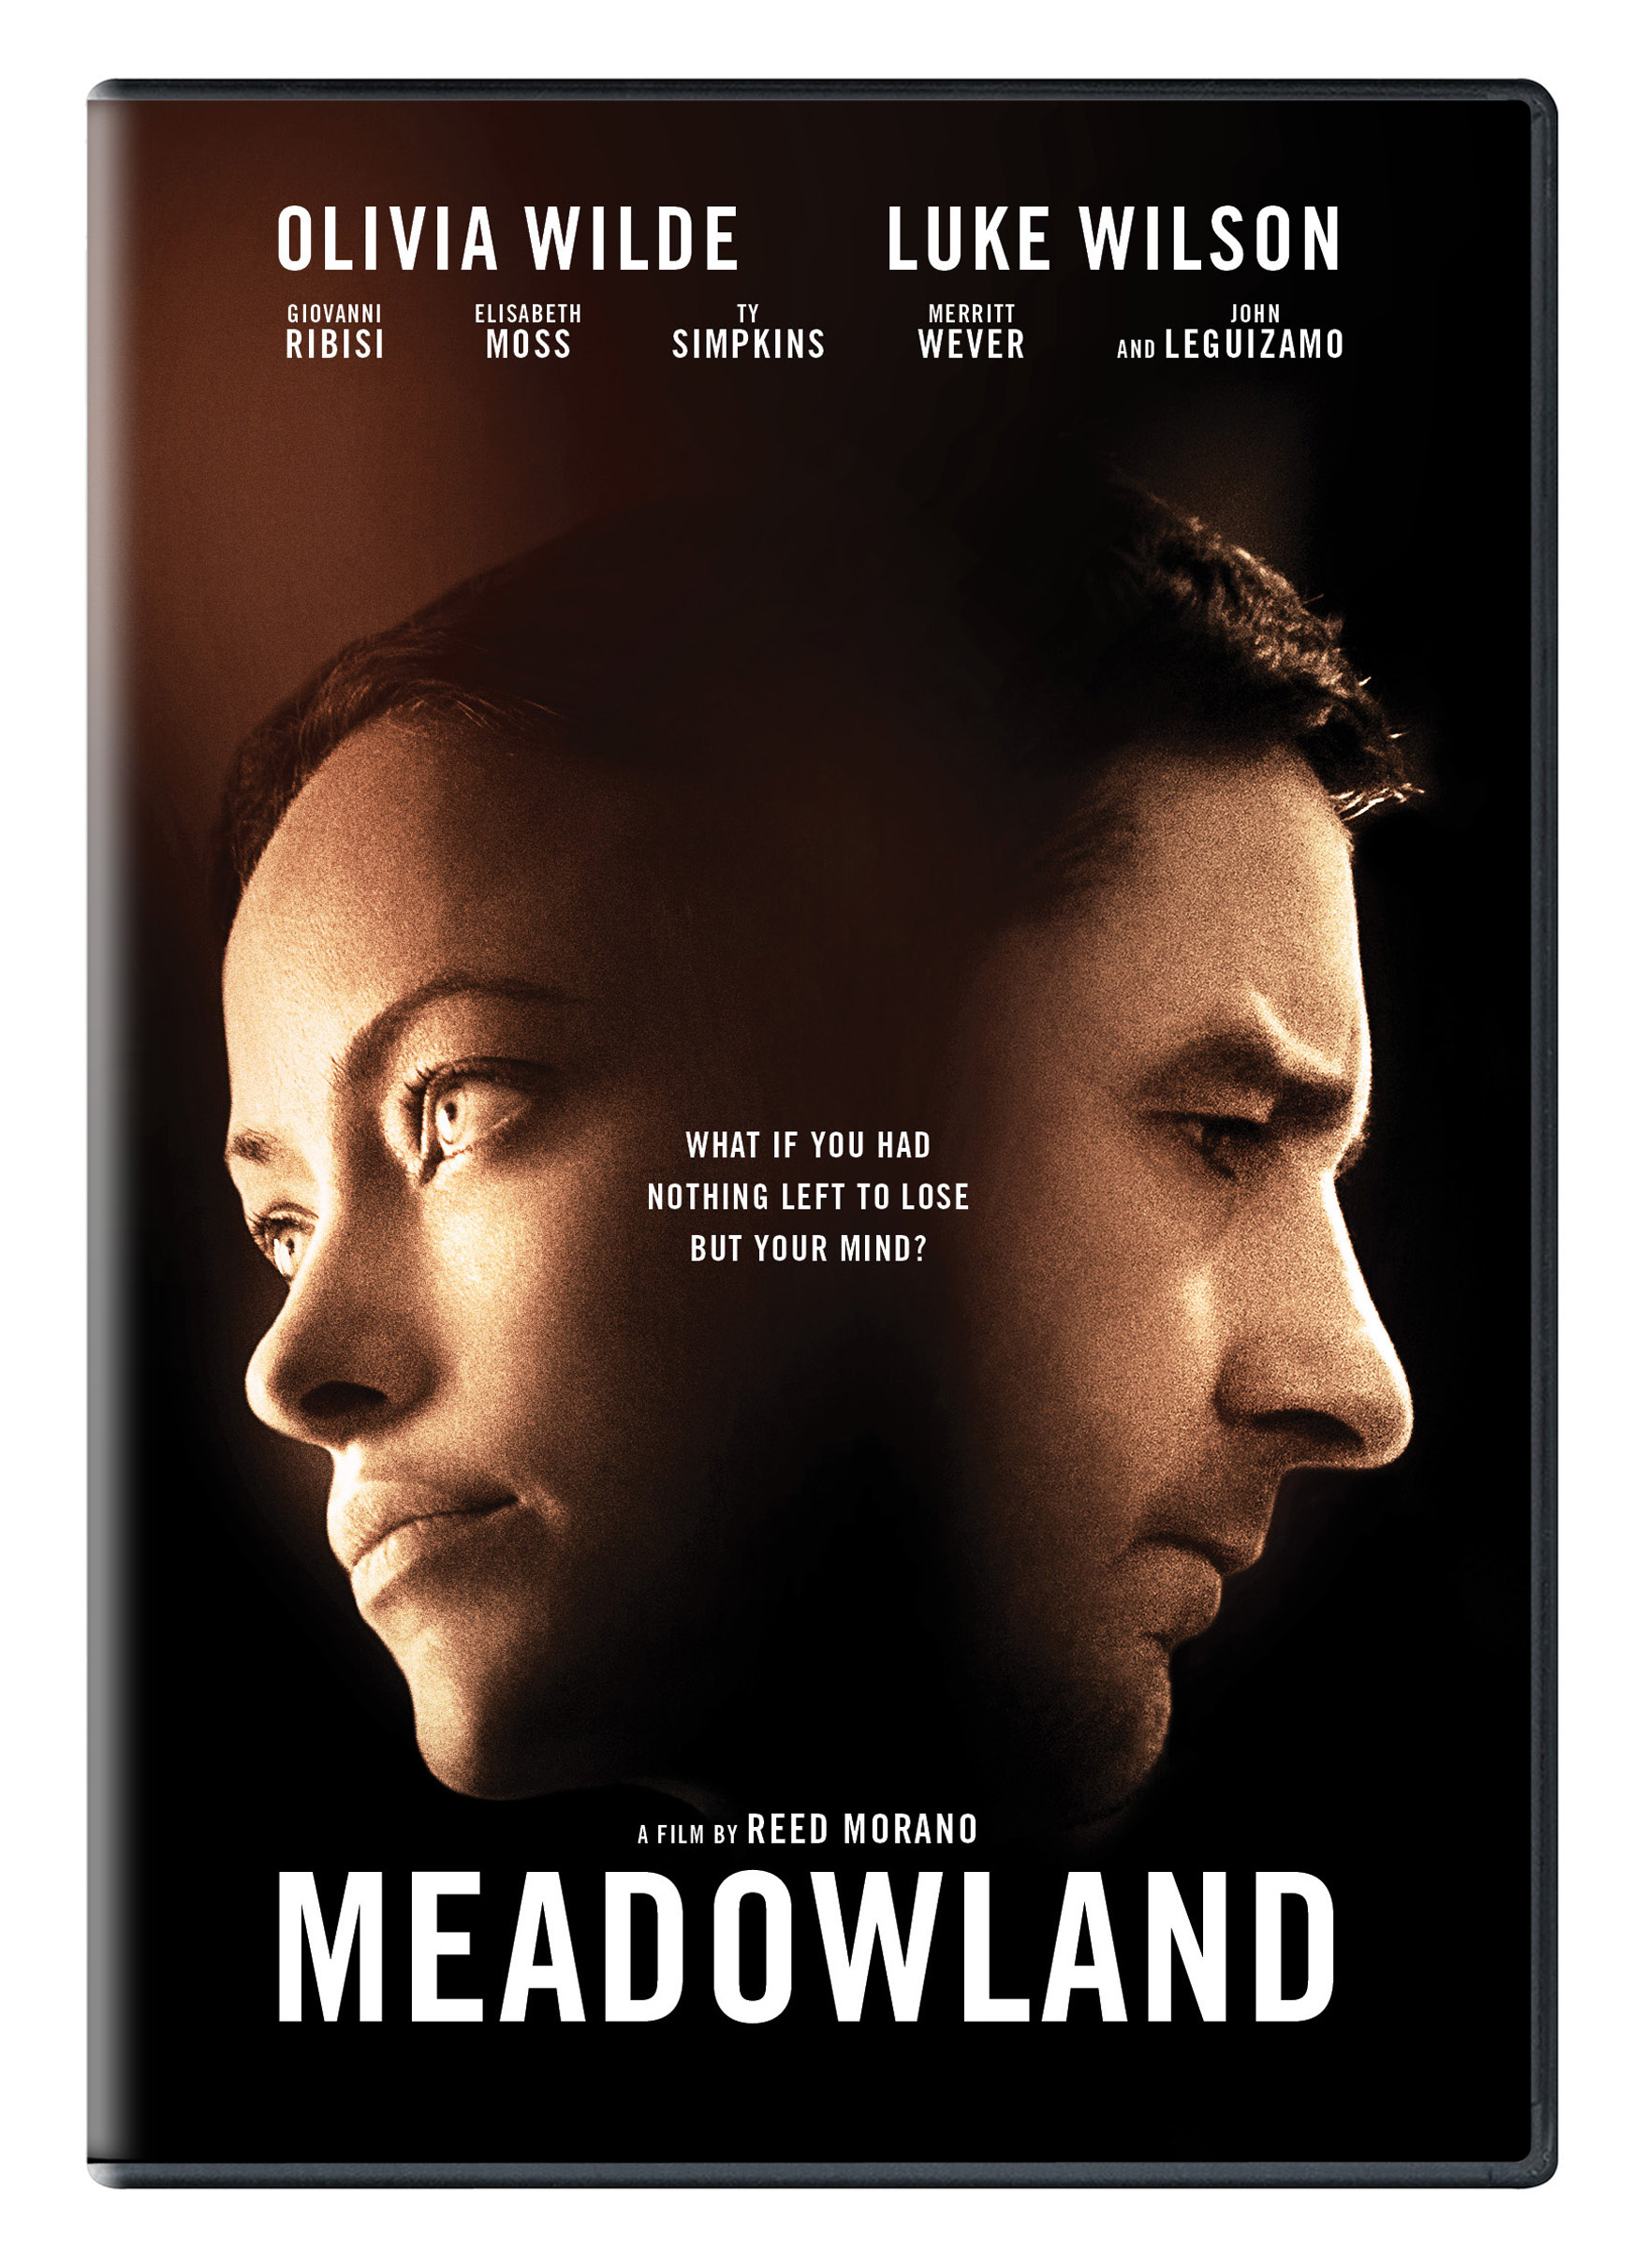 OLIVIA WILDE LUKE WILSON
GIOVANNI RIBISI ELISABETH MOSS TY SIMPKINS MERRITT WEVER AND JOHN LEGUIZAMO
WHAT IF YOU HAD
NOTHING LEFT TO LOSE
BUT YOUR MIND?
A FILM BY REED MORANO
MEADOWLAND